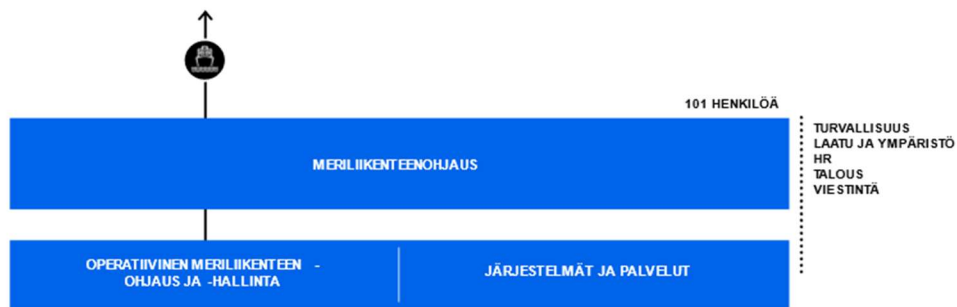 101 HENKILÖÄ
MERILIIKENTEENOHJAUS
TURVALLISUUS
LAATU JA YMPÄRISTÖ
HR
TALOUS
VIESTINTÄ
OPERATIIVINEN MERILIIKENTEEN -
OHJAUS JA -HALLINTA
JÄRJESTELMÄT JA PALVELUT